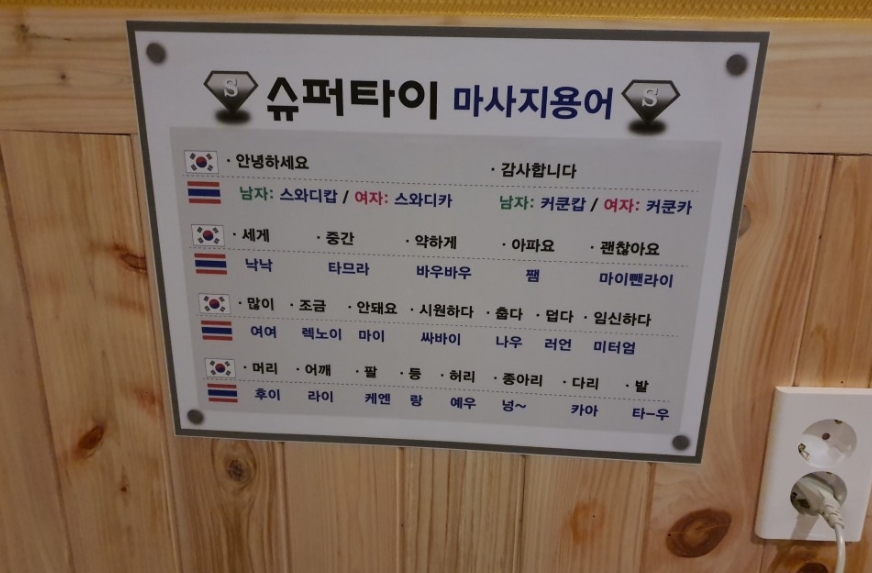 S 슈퍼타이 마사지용어 S
· 안녕하세요 · 감사합니다
남자: 스와디캅 / 여자: 스와디카 남자: 커쿤캅 / 여자: 커쿤카
· 세게 · 중간 · 약하게 · 아파요 · 괜찮아요
낙낙 타므라 바우바우 쨉 마이뺀라이
· 많이 · 조금 · 안돼요 · 시원하다 · 춥다 · 덥다 · 임신하다
여여 렉노이 마이 싸바이 나우 러언 미터엄
· 머리 · 어깨 · 팔 · 등 · 허리 · 종아리 · 다리 · 발
후이 라이 케엔 랑 예우 넝~ 카아 타-우